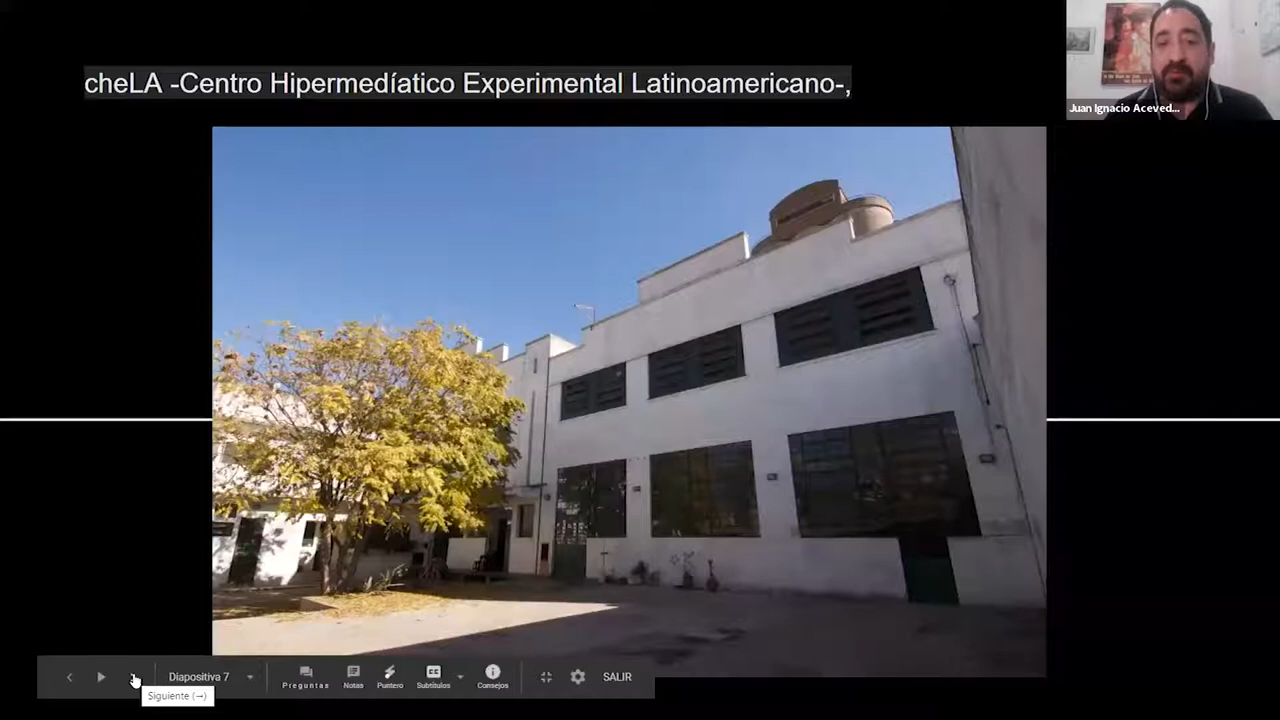 cheLA -Centro Hipermedíatico Experimental Latinoamericano-,
Juan Ignacio Aceved...
Diapositiva 7
Preguntas
Notas
Puntero
Subtítulos
Consejos
SALIR
Siguiente (→)